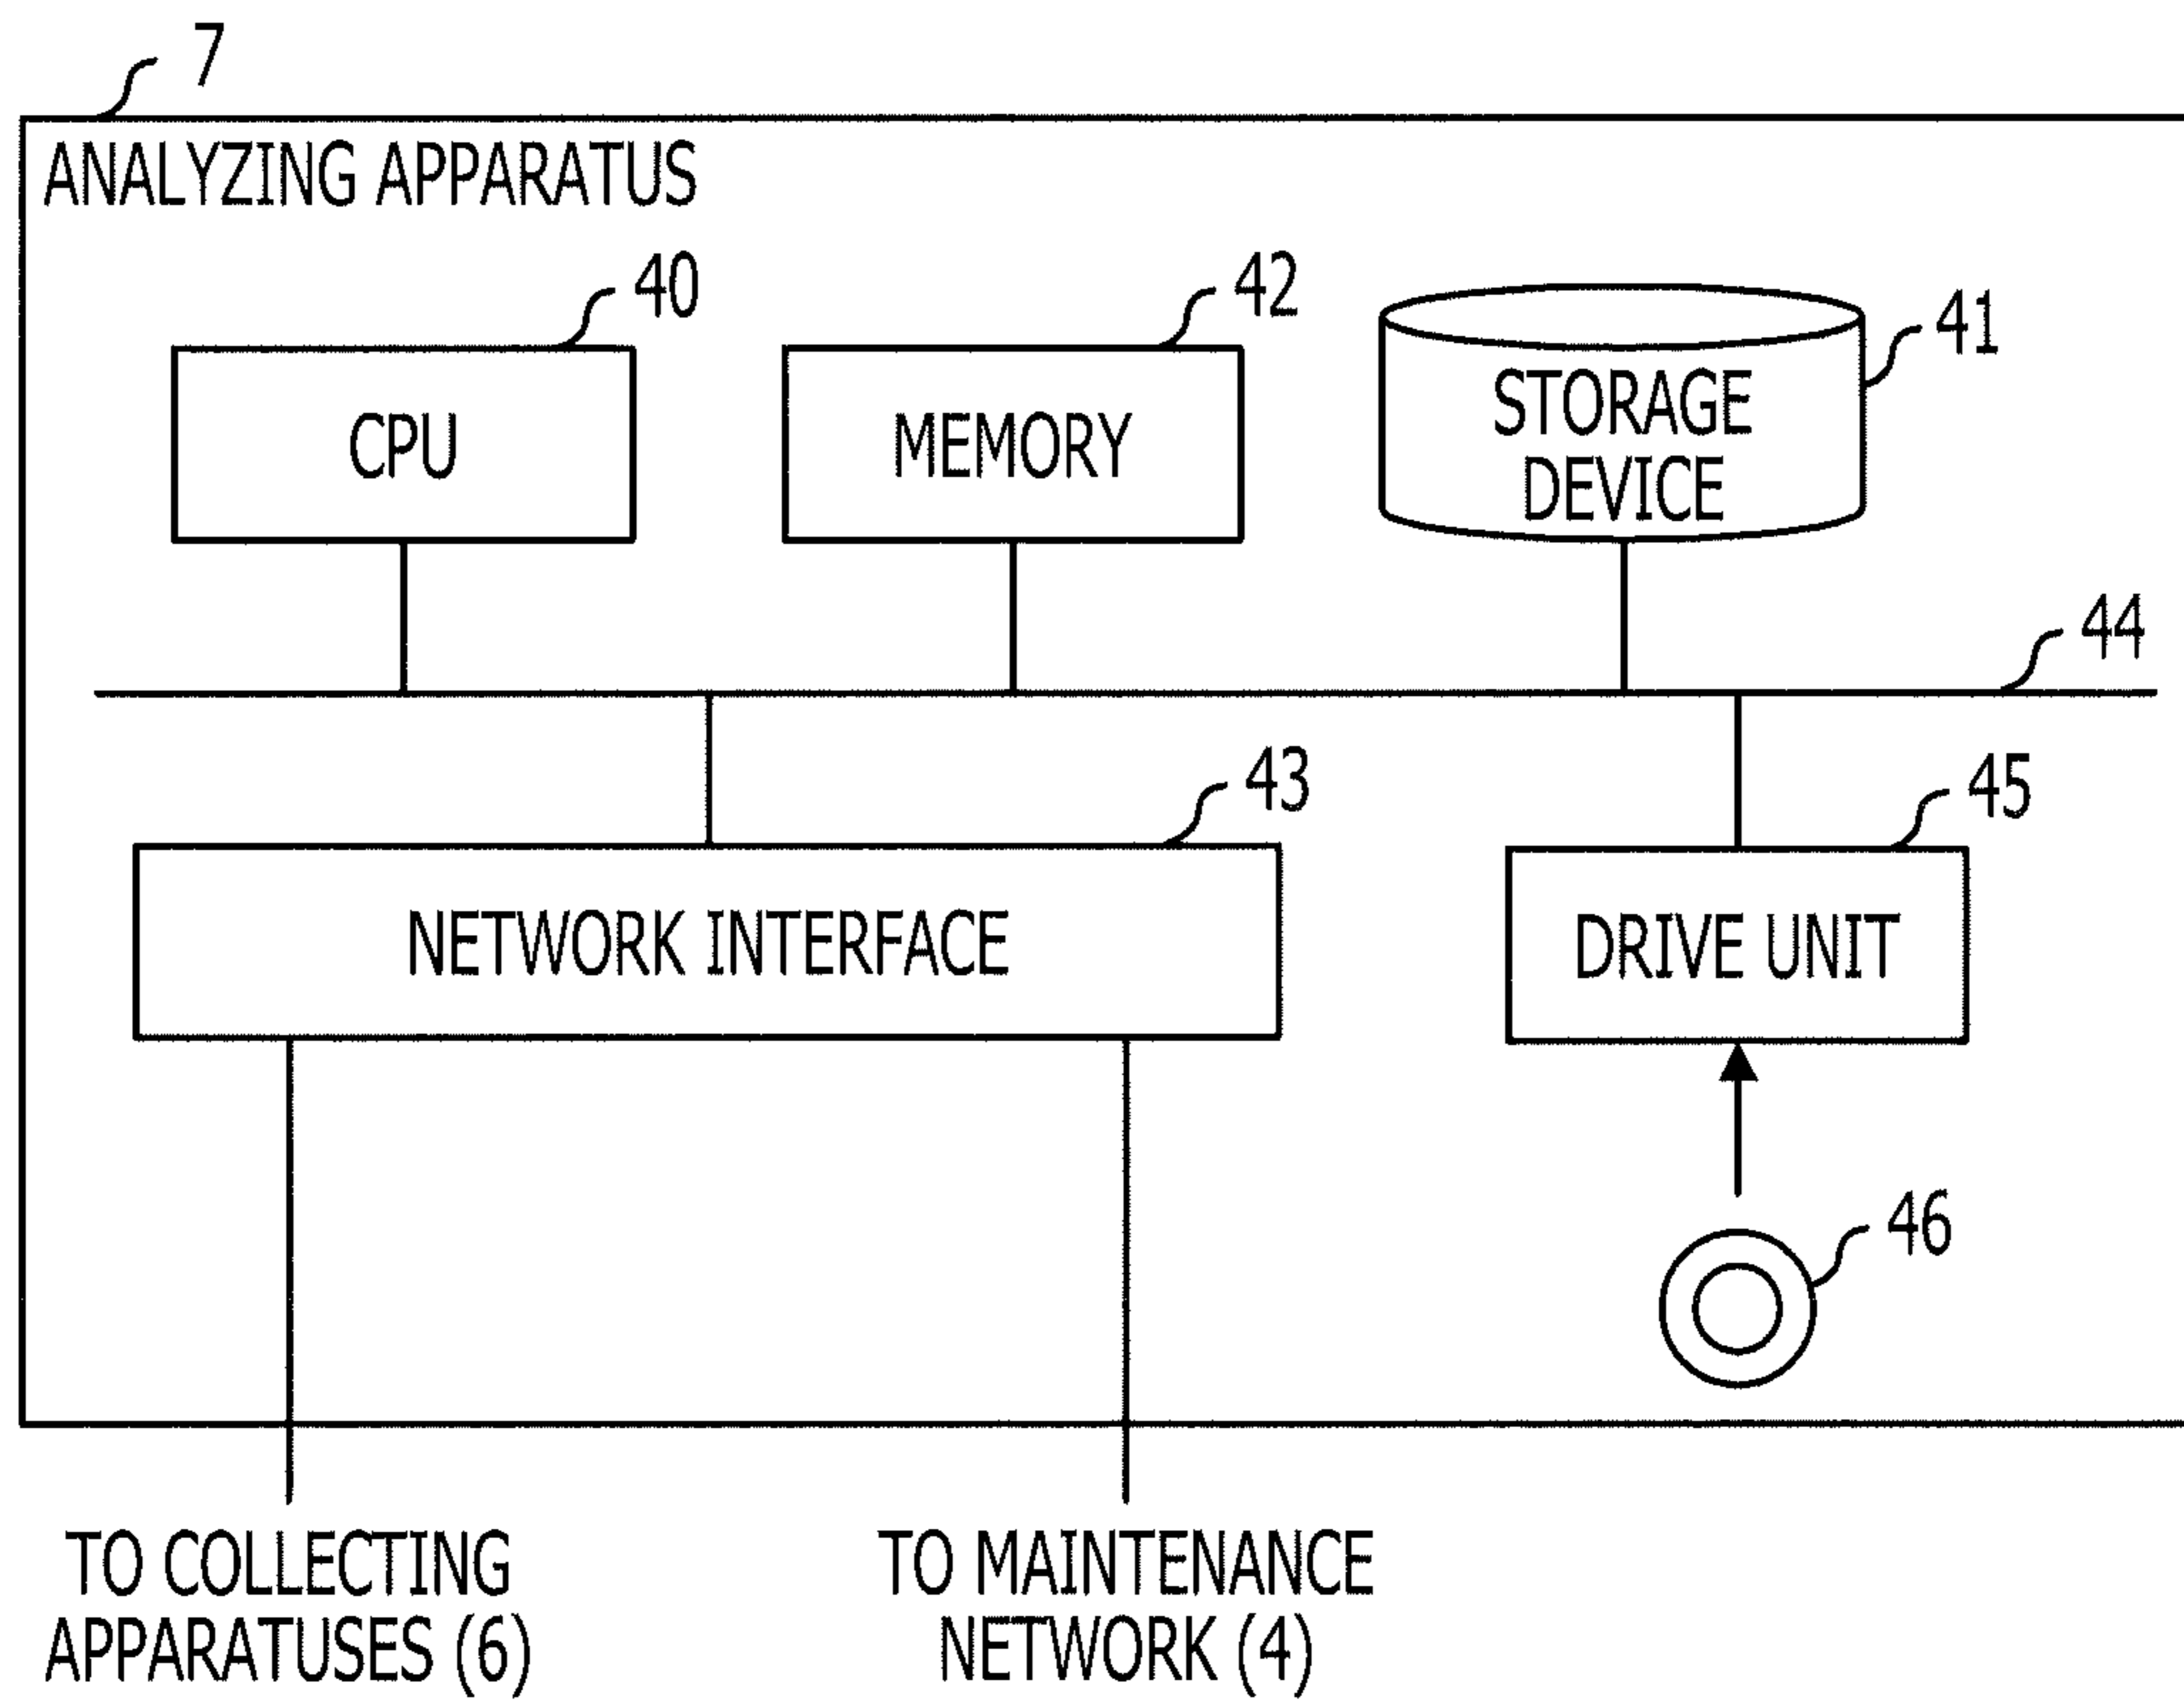 7
ANALYZING APPARATUS
40
42
41
CPU
MEMORY
STORAGE
DEVICE
44
43
45
NETWORK INTERFACE
DRIVE UNIT
46
TO COLLECTING
APPARATUSES (6)
TO MAINTENANCE
NETWORK (4)